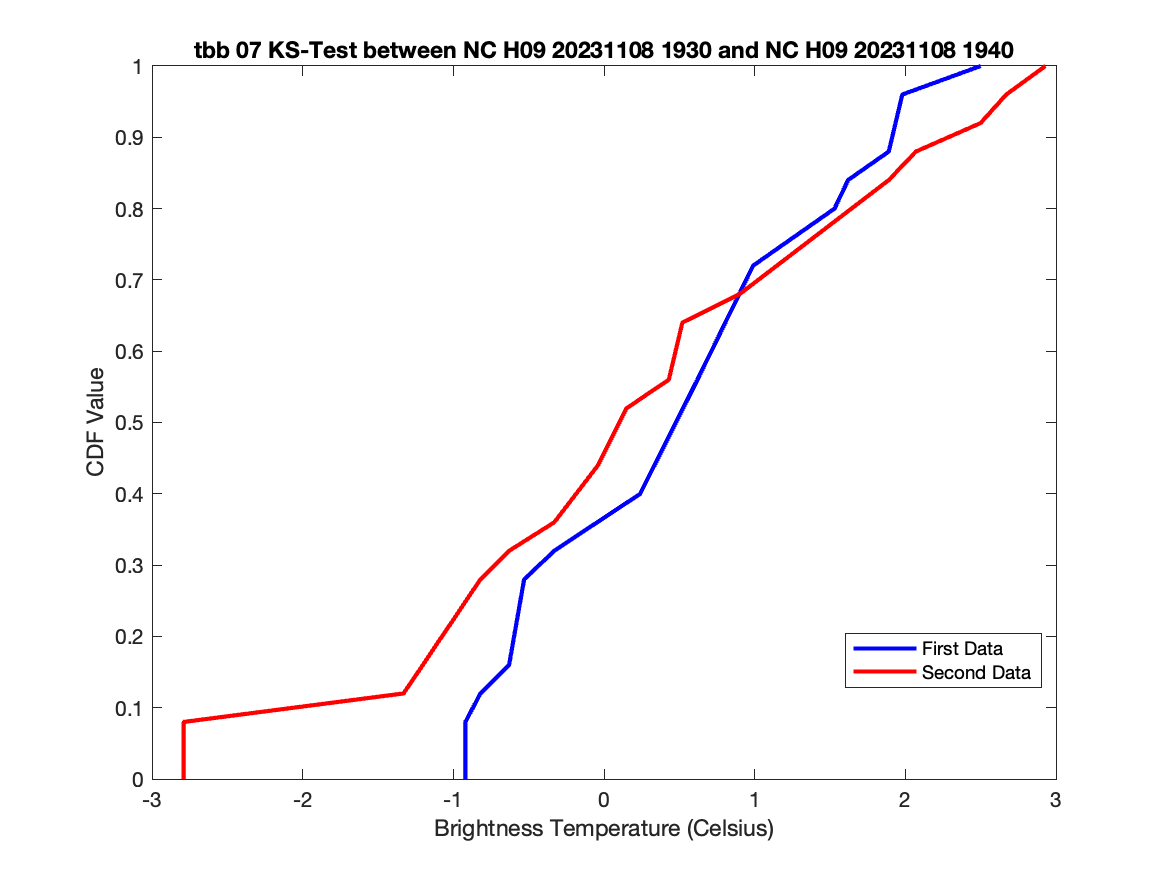 tbb 07 KS-Test between NC H09 20231108 1930 and NC H09 20231108 1940
1
0.9
0.8
0.7
0.6
0.5
0.4
0.3
0.2
0.1
0
CDF Value
First Data
Second Data
-3 -2 -1 0 1 2 3
Brightness Temperature (Celsius)